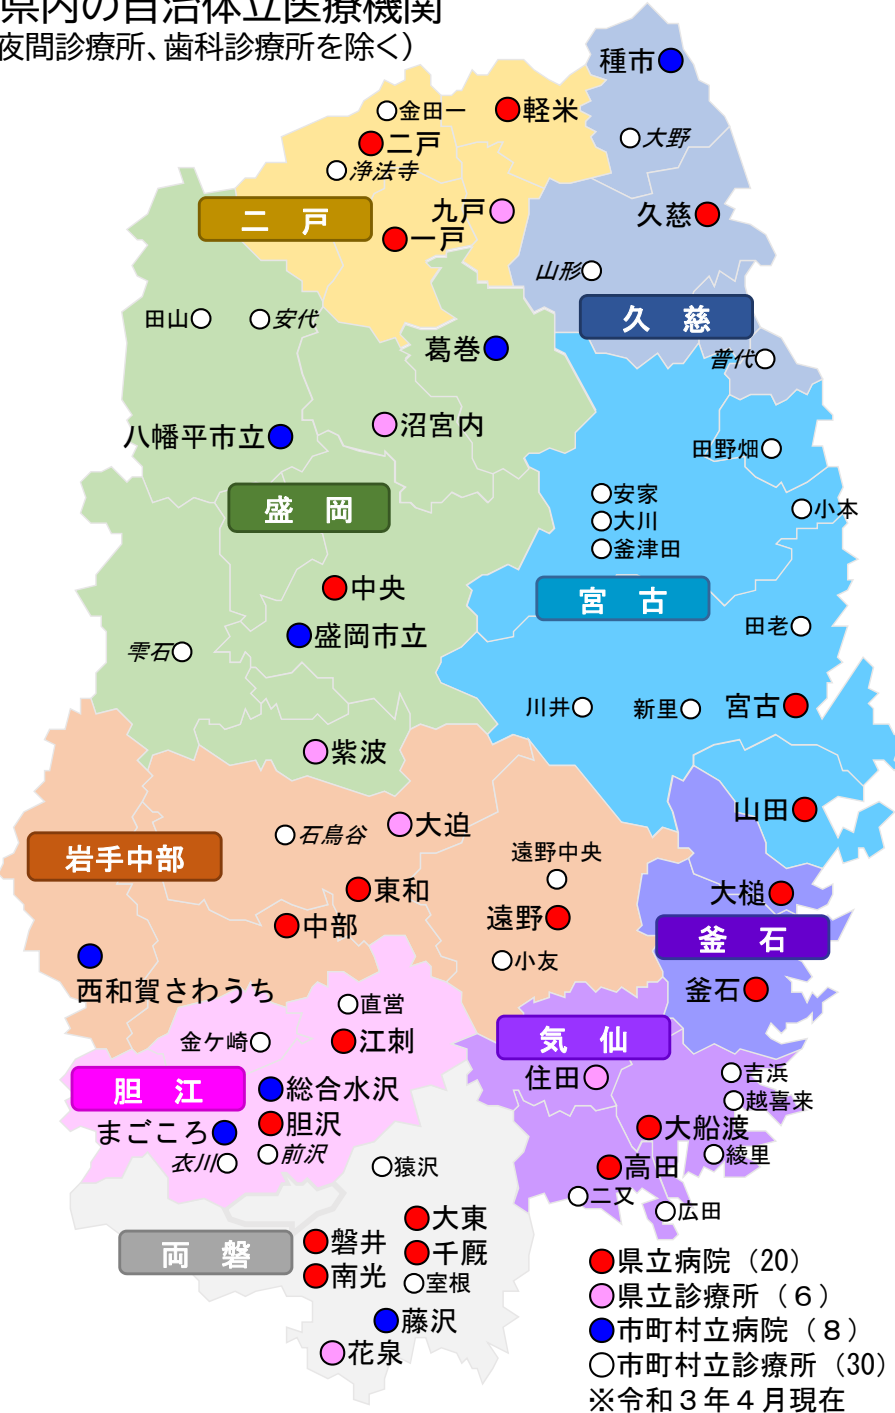 県内の自治体立医療機関
夜間診療所、歯科診療所を除く）
種市
金田一
軽米
大野
二戸
浄法寺
九戸
二　戸
久慈
一戸
山形
田山
安代
久　慈
葛巻
普代
沼宮内
八幡平市立
田野畑
安家
盛　岡
小本
大川
釜津田
中央
宮　古
田老
盛岡市立
雫石
川井
新里
宮古
紫波
山田
大迫
石鳥谷
岩手中部
遠野中央
東和
大槌
遠野
中部
釜　石
小友
西和賀さわうち
釜石
直営
金ケ崎
江刺
気　仙
住田
吉浜
胆　江
総合水沢
越喜来
胆沢
大船渡
まごころ
前沢
綾里
衣川
猿沢
高田
二又
広田
大東
磐井
両　磐
千厩
県立病院（20）
南光
室根
県立診療所（６）
藤沢
市町村立病院（８）
花泉
市町村立診療所（30）
※令和３年４月現在